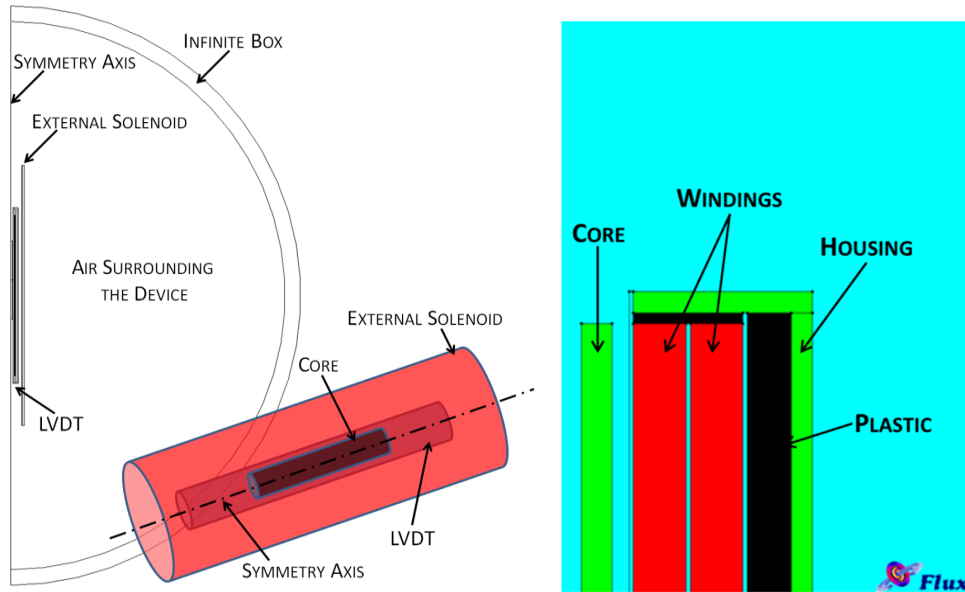 INFINITE BOX
SYMMETRY AXIS
EXTERNAL SOLENOID
AIR SURROUNDING
THE DEVICE
LVDT
EXTERNAL SOLENOID
CORE
LVDT
SYMMETRY AXIS
WINDINGS
CORE
HOUSING
PLASTIC
Flux